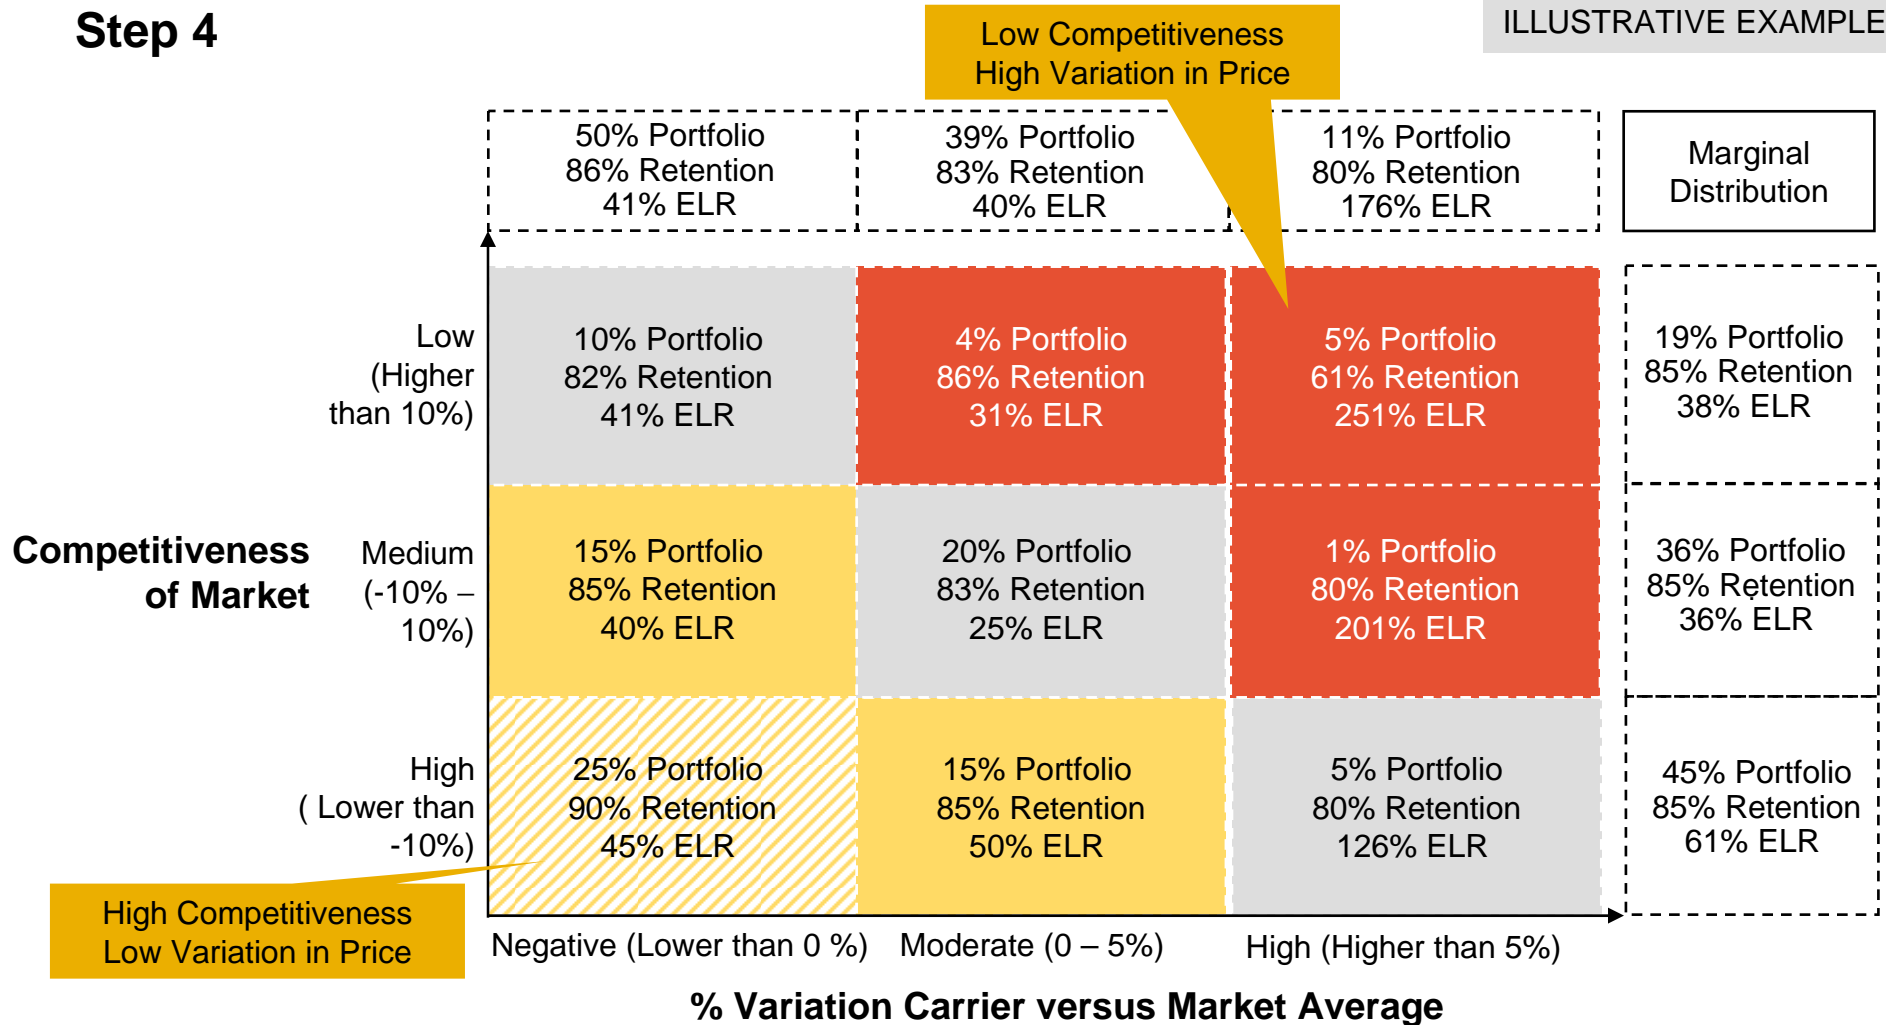 Step 4
ILLUSTRATIVE EXAMPLE
Low Competitiveness
High Variation in Price
50% Portfolio
86% Retention
41% ELR
39% Portfolio
83% Retention
40% ELR
11% Portfolio
80% Retention
176% ELR
Marginal
Distribution
Low
(Higher
than 10%)
10% Portfolio
82% Retention
41% ELR
4% Portfolio
86% Retention
31% ELR
5% Portfolio
61% Retention
251% ELR
19% Portfolio
85% Retention
38% ELR
Competitiveness
of Market
Medium
(-10% –
10%)
15% Portfolio
85% Retention
40% ELR
20% Portfolio
83% Retention
25% ELR
1% Portfolio
80% Retention
201% ELR
36% Portfolio
85% Retention
36% ELR
High
( Lower than
-10%)
25% Portfolio
90% Retention
45% ELR
15% Portfolio
85% Retention
50% ELR
5% Portfolio
80% Retention
126% ELR
45% Portfolio
85% Retention
61% ELR
High Competitiveness
Low Variation in Price
Negative (Lower than 0 %)
Moderate (0 – 5%)
High (Higher than 5%)
% Variation Carrier versus Market Average